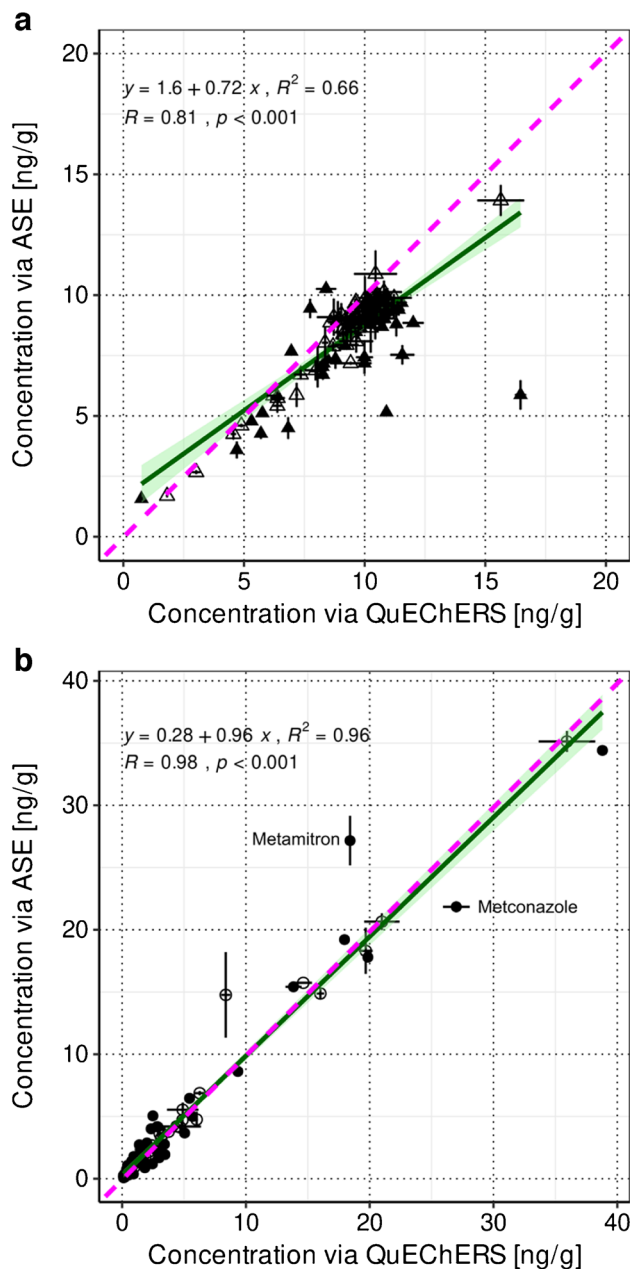 a
y = 1.6 + 0.72 x , R² = 0.66
R = 0.81 , p < 0.001
20
15
10
5
0
Concentration via ASE [ng/g]
0 5 10 15 20
Concentration via QuEChERS [ng/g]
b
y = 0.28 + 0.96 x , R² = 0.96
R = 0.98 , p < 0.001
40
30
20
10
0
Metamitron
Metconazole
Concentration via ASE [ng/g]
0 10 20 30 40
Concentration via QuEChERS [ng/g]